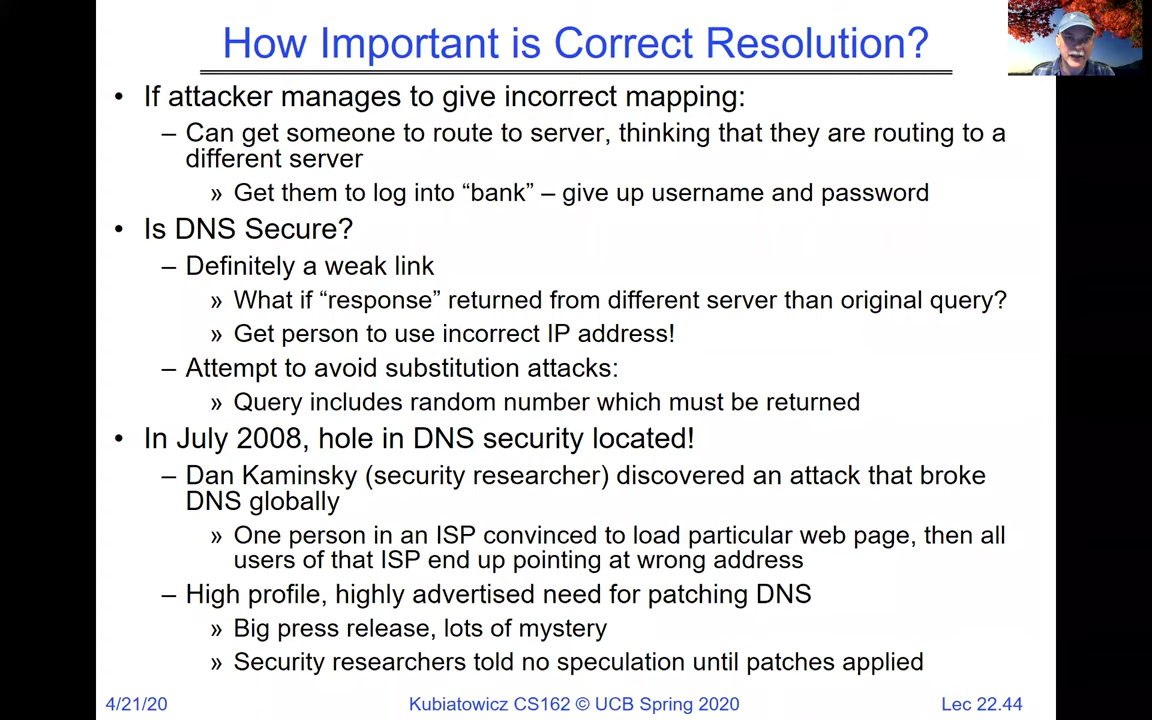 How Important is Correct Resolution?
• If attacker manages to give incorrect mapping:
– Can get someone to route to server, thinking that they are routing to a
different server
» Get them to log into “bank” – give up username and password
• Is DNS Secure?
– Definitely a weak link
» What if “response” returned from different server than original query?
» Get person to use incorrect IP address!
– Attempt to avoid substitution attacks:
» Query includes random number which must be returned
• In July 2008, hole in DNS security located!
– Dan Kaminsky (security researcher) discovered an attack that broke
DNS globally
» One person in an ISP convinced to load particular web page, then all
users of that ISP end up pointing at wrong address
– High profile, highly advertised need for patching DNS
» Big press release, lots of mystery
» Security researchers told no speculation until patches applied
4/21/20 Kubiatowicz CS162 © UCB Spring 2020 Lec 22.44